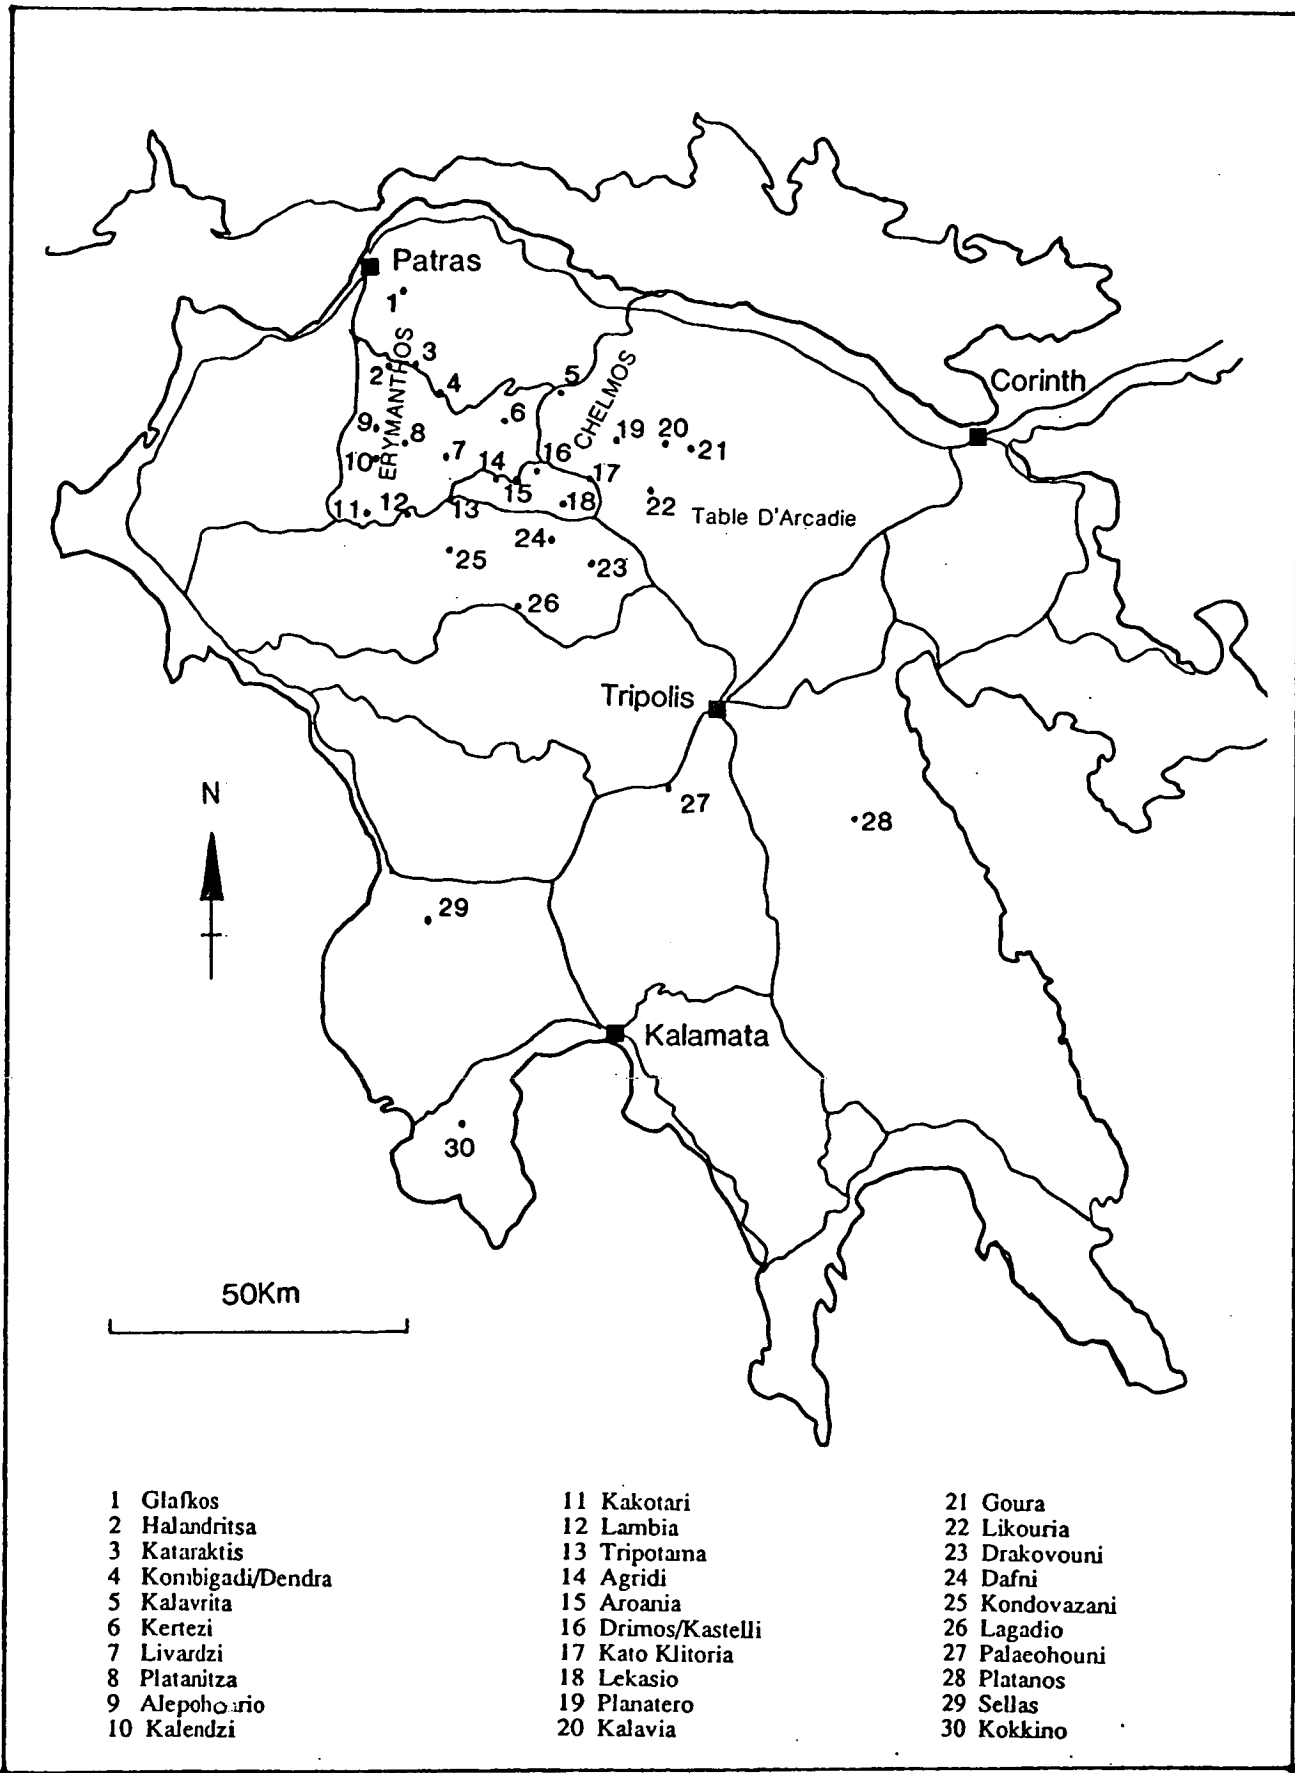 Patras
1
ERYMANTHOS
2
3
4
5
CHELMOS
Corinth
6
9
8
19
20
21
10
7
14
16
17
15
11
12
13
18
22
Table D'Arcadie
24
25
23
26
Tripolis
N
27
28
29
Kalamata
30
50Km
1 Glafkos
2 Halandritsa
3 Kataraktis
4 Kombigadi/Dendra
5 Kalavrita
6 Kertezi
7 Livardzi
8 Platanitza
9
10 Kalendzi
11 Kakotari
12 Lambia
13 Tripotama
14 Agridi
15 Aroania
16 Drimos/Kastelli
17 Kato Klitoria
18 Lekasio
19 Planatero
20 Kalavia
21 Goura
22 Likouria
23 Drakovouni
24 Dafni
25 Kondovazani
26 Lagadio
27 Palaeohouni
28 Platanos
29 Sellas
30 Kokkino